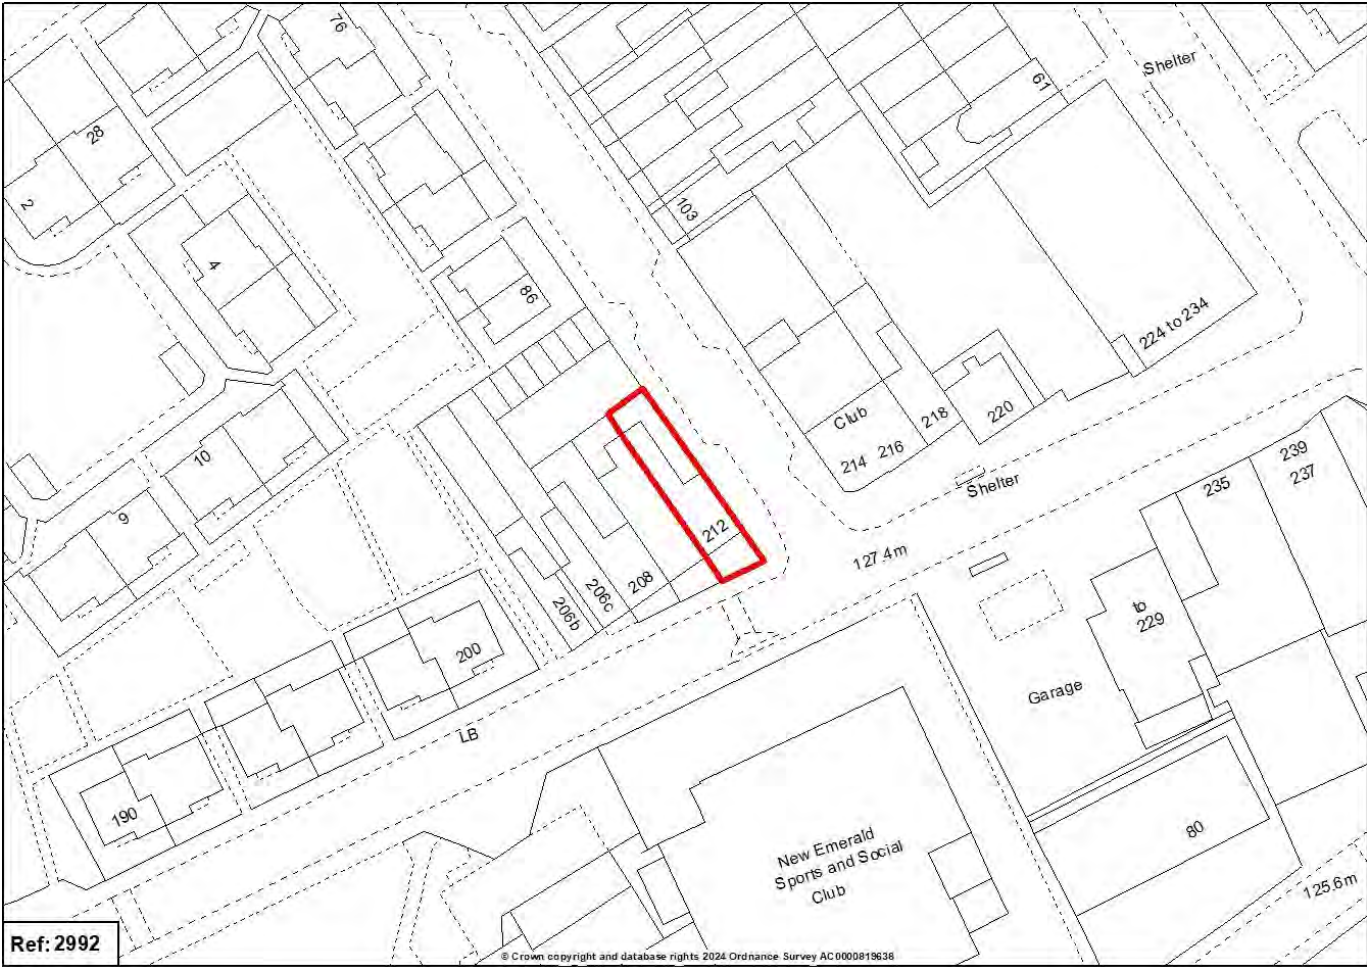 76
Shelter
61
28
2
103
4
86
224 to 234
Club
218
220
214
216
10
239
237
235
Shelter
9
212
127.4m
208
206c
206b
to
229
200
Garage
LB
190
80
New Emerald
Sports and Social
Club
125.6m
Ref: 2992
© Crown copyright and database rights 2024 Ordnance Survey AC0000819636